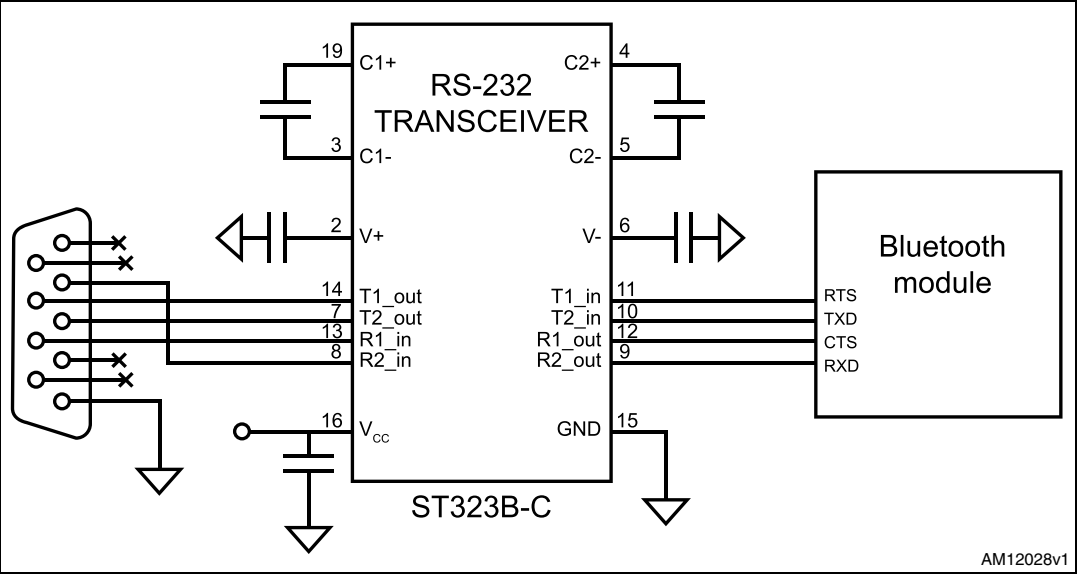 19
C1+
C2+
4
RS-232
TRANSCEIVER
3
C1-
C2-
5
2
V+
V-
6
Bluetooth
module
14
T1_out
T1_in
11
RTS
7
T2_out
T2_in
10
TXD
13
R1_in
R1_out
12
CTS
8
R2_in
R2_out
9
RXD
16
VCC
GND
15
ST323B-C
AM12028v1